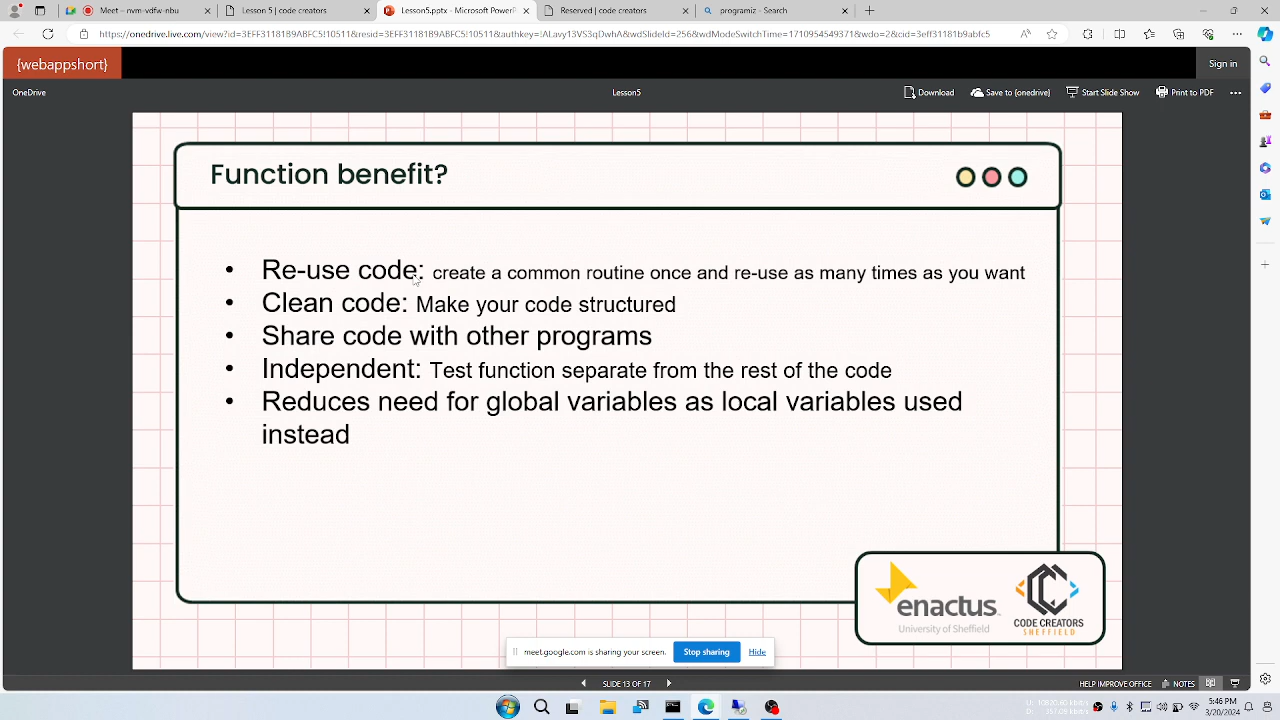 Meet – nvm-vdfw-nbu
Lesson 5 | code creators
Lesson5.pptx - Microsoft PowerP
Reserved | code creators
programiz - Search
{webappshort}
Sign in
OneDrive
Lesson5
Download
Save to {onedrive}
Start Slide Show
Print to PDF
Function benefit?
• Re-use code: create a common routine once and re-use as many times as you want
• Clean code: Make your code structured
• Share code with other programs
• Independent: Test function separate from the rest of the code
• Reduces need for global variables as local variables used
instead
enactus
University of Sheffield
CODE CREATORS
SHEFFIELD
meet.google.com is sharing your screen.
Stop sharing
Hide
SLIDE 13 OF 17
HELP IMPROVE OFFICE
NOTES
5:46 PM
3/20/2024